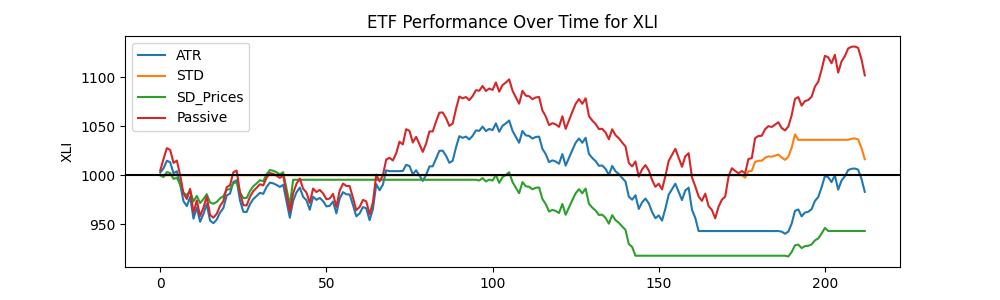 ETF Performance Over Time for XLI
ATR
STD
SD_Prices
Passive
XLI
1100
1050
1000
950
0 50 100 150 200